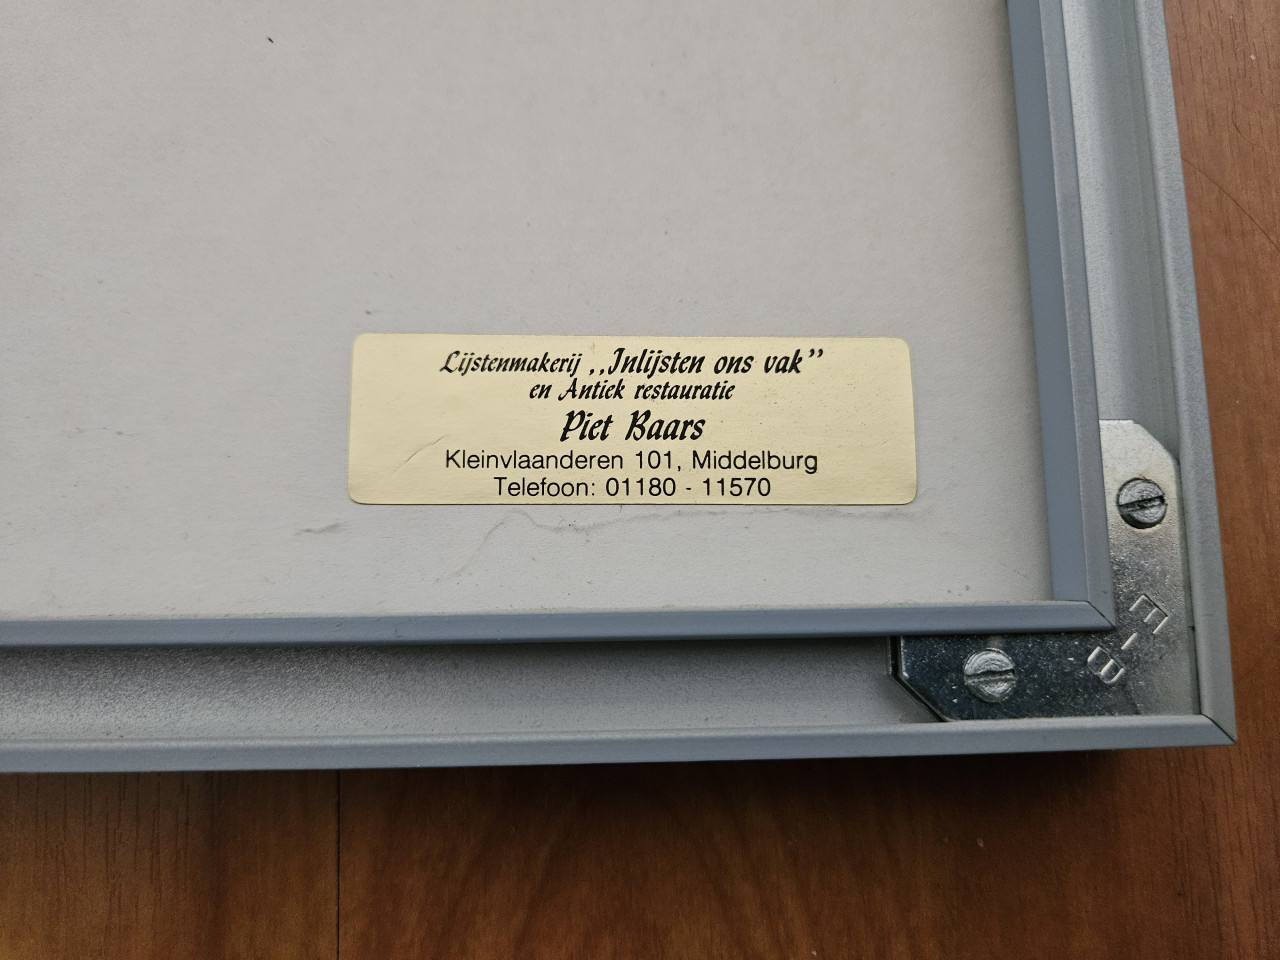 Lijstenmakerij „Inlijsten ons vak”
en Antiek restauratie
Piet Baars
Kleinvlaanderen 101, Middelburg
Telefoon: 01180 - 11570
E-B